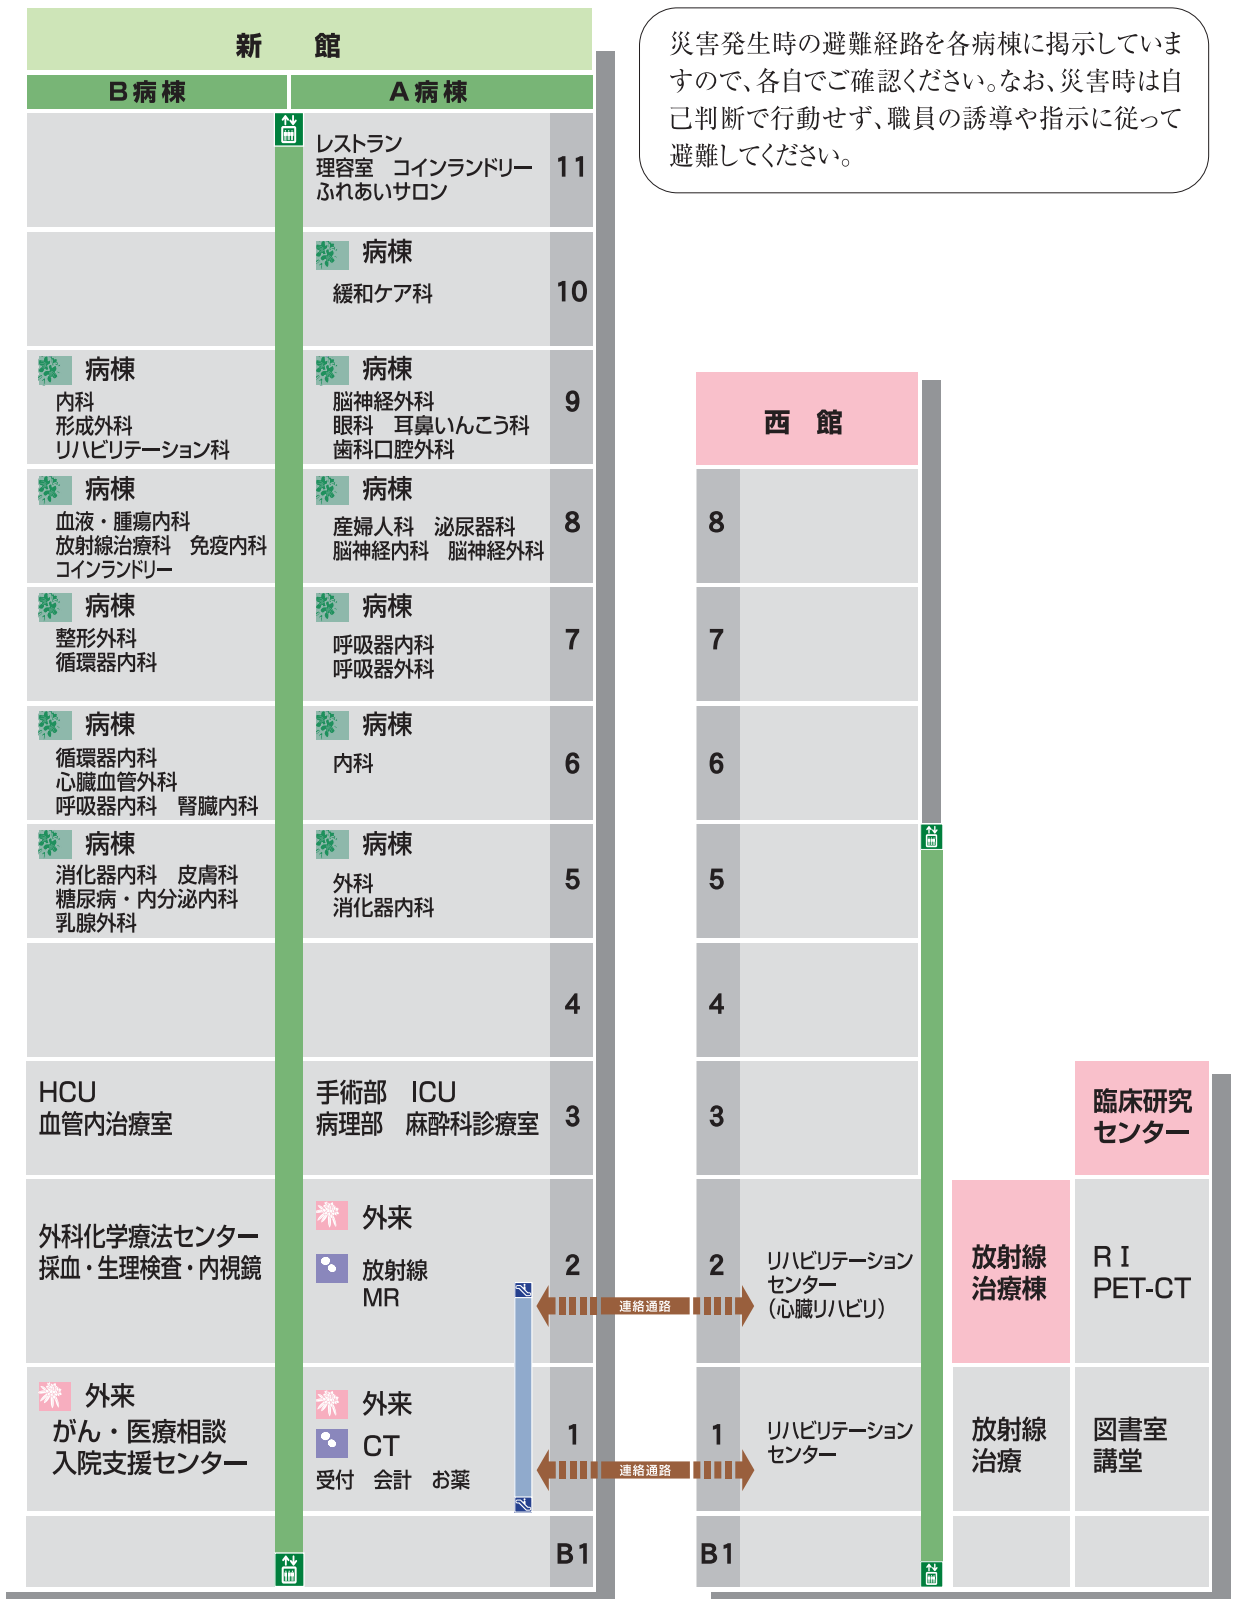 新 館
B病棟
A病棟
レストラン
理容室 コインランドリー
ふれあいサロン
11
病棟
緩和ケア科
10
病棟
内科
形成外科
リハビリテーション科
病棟
脳神経外科
眼科 耳鼻いんこう科
歯科口腔外科
9
病棟
血液・腫瘍内科
放射線治療科 免疫内科
コインランドリー
病棟
産婦人科 泌尿器科
脳神経内科 脳神経外科
8
病棟
整形外科
循環器内科
病棟
呼吸器内科
呼吸器外科
7
病棟
循環器内科
心臓血管外科
呼吸器内科 腎臓内科
病棟
内科
6
病棟
消化器内科 皮膚科
糖尿病・内分泌内科
乳腺外科
病棟
外科
消化器内科
5
4
HCU
血管内治療室
手術部 ICU
病理部 麻酔科診療室
3
外科化学療法センター
採血・生理検査・内視鏡
外来
放射線
MR
2
外来
がん・医療相談
入院支援センター
外来
CT
受付 会計 お薬
1
B1
災害発生時の避難経路を各病棟に掲示していま
すので、各自でご確認ください。なお、災害時は自
己判断で行動せず、職員の誘導や指示に従って
避難してください。
西 館
8
7
6
5
4
3
2
リハビリテーション
センター
（心臓リハビリ）
連絡通路
1
リハビリテーション
センター
連絡通路
B1
放射線
治療棟
放射線
治療
臨床研究
センター
R I
PET-CT
図書室
講堂